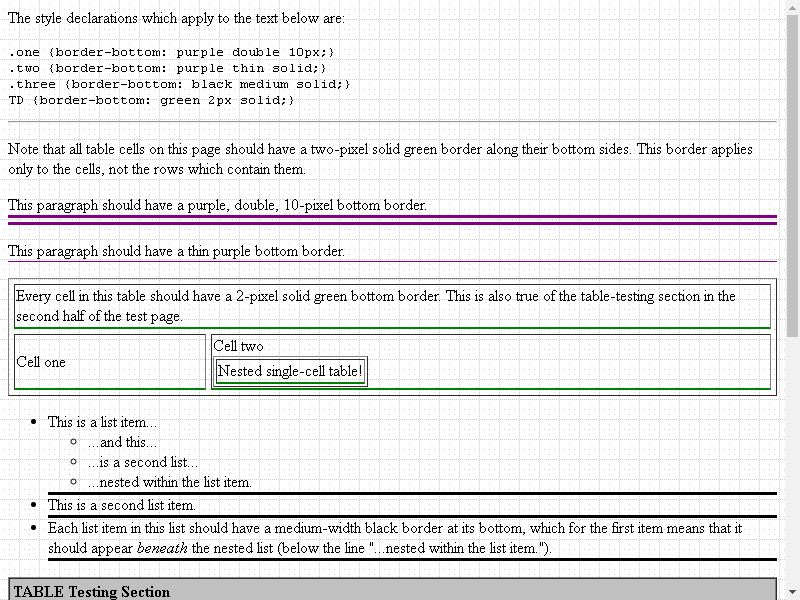 The style declarations which apply to the text below are:
.one {border-bottom: purple double 10px;}
.two {border-bottom: purple thin solid;}
.three {border-bottom: black medium solid;}
TD {border-bottom: green 2px solid;}
Note that all table cells on this page should have a two-pixel solid green border along their bottom sides. This border applies
only to the cells, not the rows which contain them.
This paragraph should have a purple, double, 10-pixel bottom border.
This paragraph should have a thin purple bottom border.
Every cell in this table should have a 2-pixel solid green bottom border. This is also true of the table-testing section in the
second half of the test page.
Cell one
Cell two
Nested single-cell table!
This is a list item...
...and this...
...is a second list...
...nested within the list item.
This is a second list item.
Each list item in this list should have a medium-width black border at its bottom, which for the first item means that it
should appear beneath the nested list (below the line "...nested within the list item.").
TABLE Testing Section